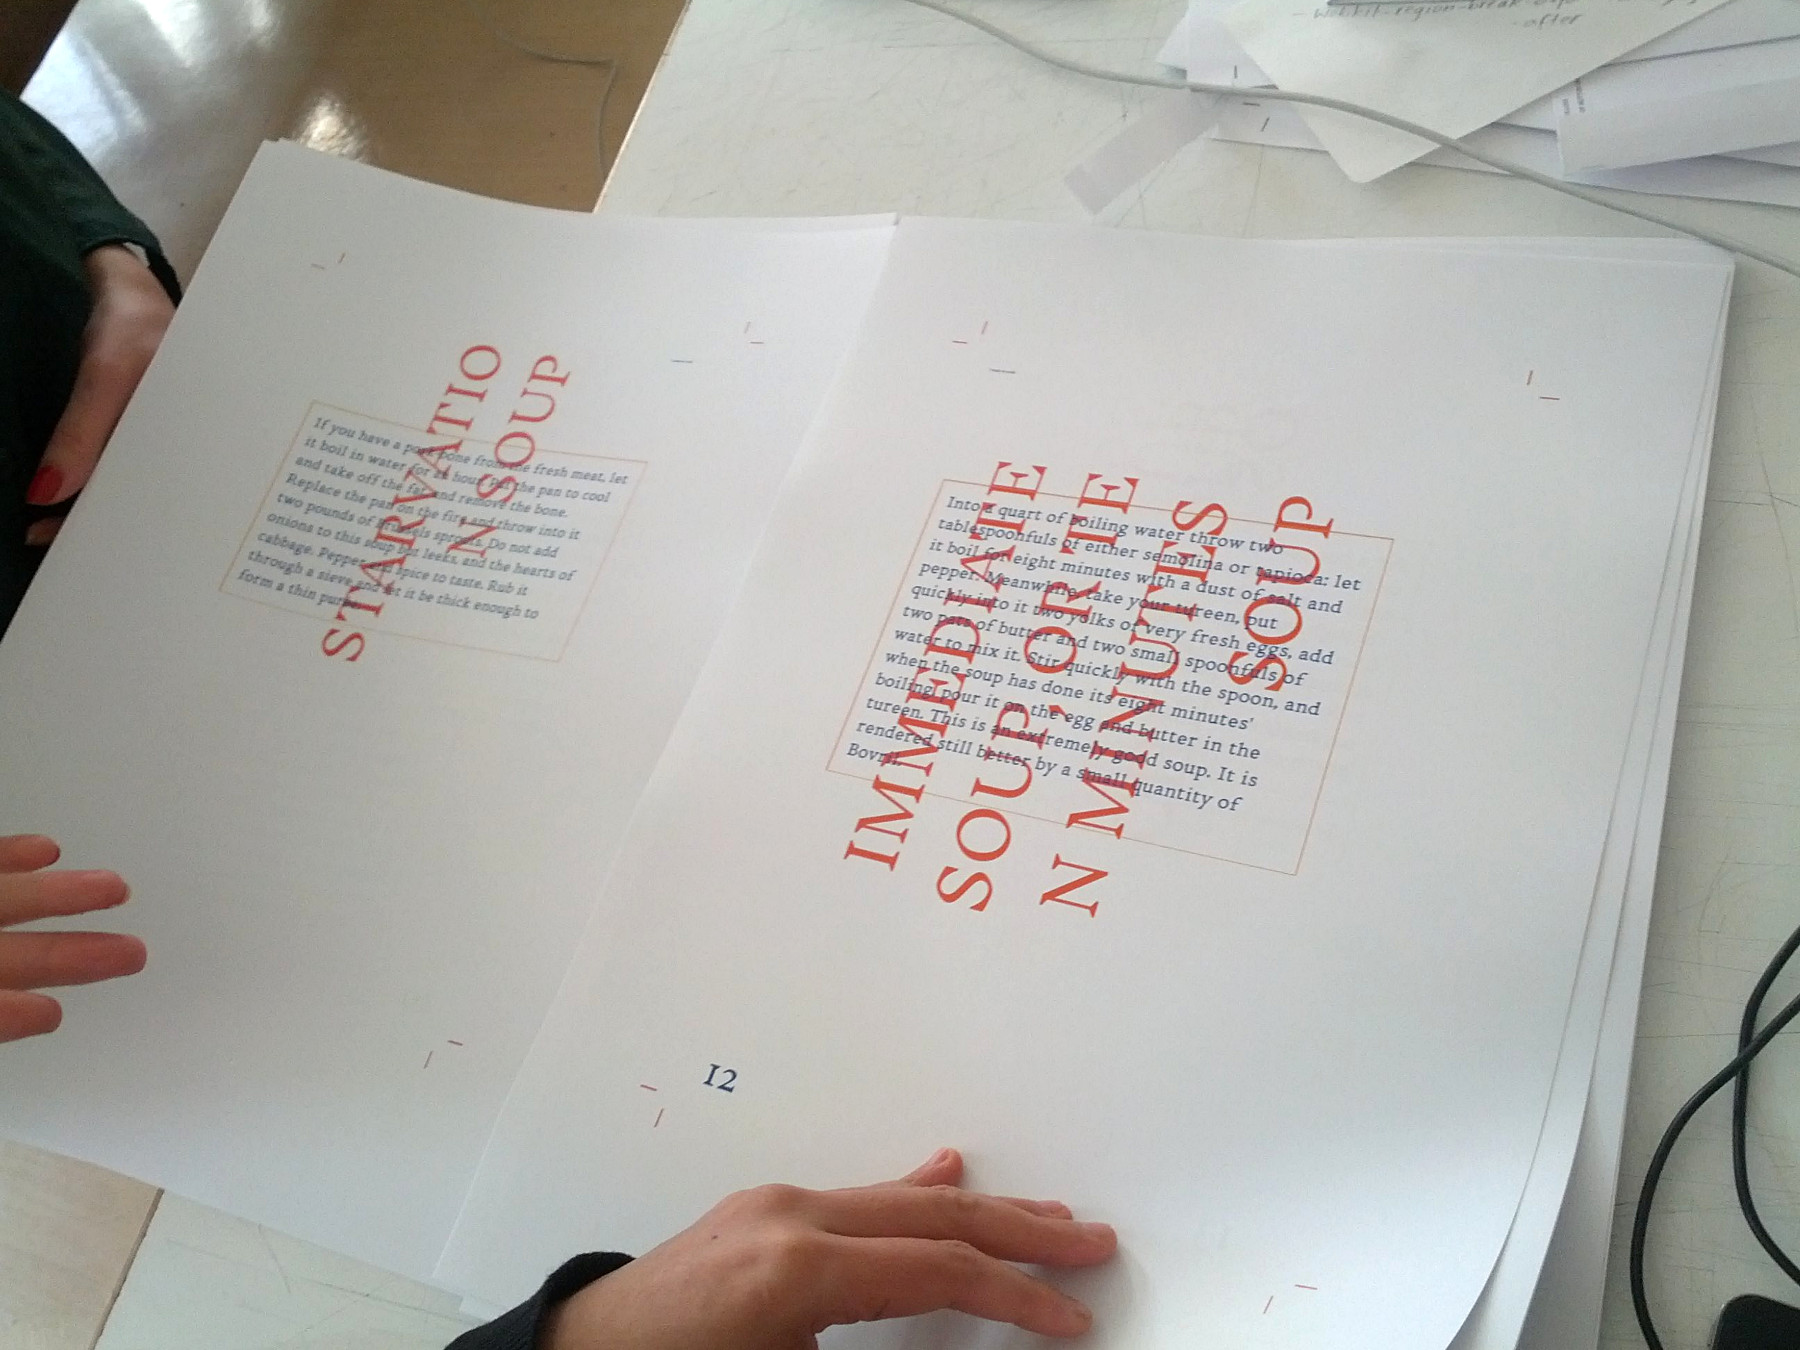 -webkit-region-break-
-after
STARVATIO
N SOUP
If you have a pork bone from the fresh meat, let
it boil in water for an hour. Put the pan to cool
and take off the fat and remove the bone.
Replace the pan on the fire and throw into it
two pounds of Brussels sprouts. Do not add
onions to this soup but leeks, and the hearts of
cabbage. Pepper and spice to taste. Rub it
through a sieve and let it be thick enough to
form a thin purée.
IMMEDIATE
SOUP, OR TE
N MINUTES
SOUP
Into a quart of boiling water throw two
tablespoonfuls of either semolina or tapioca: let
it boil for eight minutes with a dust of salt and
pepper. Meanwhile, take your tureen, put
quickly into it two yolks of very fresh eggs, add
two pats of butter and two small spoonfuls of
water to mix it. Stir quickly with the spoon, and
when the soup has done its eight minutes'
boiling, pour it on the egg and butter in the
tureen. This is an extremely good soup. It is
rendered still better by a small quantity of
Bovril.
12